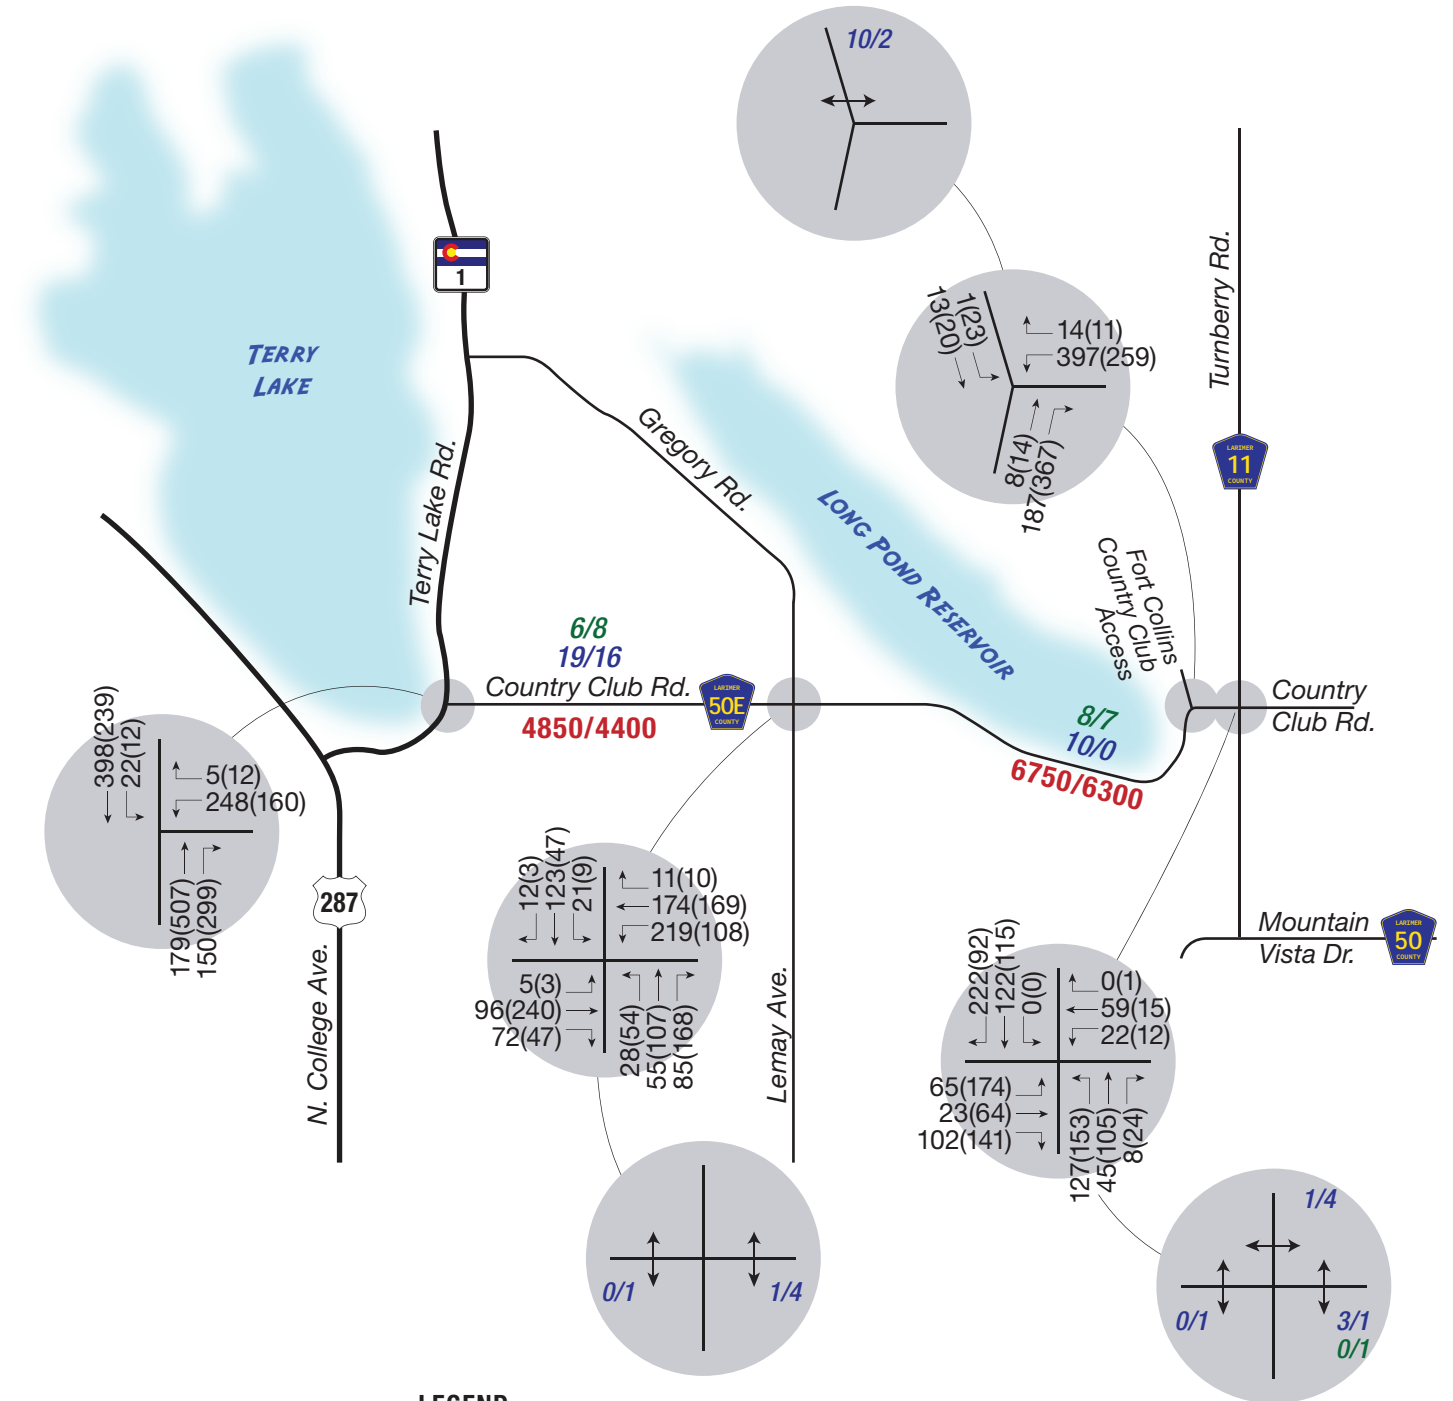 10/2
1
TERRY
LAKE
Terry Lake Rd.
Gregory Rd.
LONG POND RESERVOIR
Turnberry Rd.
LARIMER
11
COUNTY
1(23)
13(20)
14(11)
397(259)
8(14)
187(367)
Fort Collins
Country Club
Access
6/8
19/16
Country Club Rd.
4850/4400
LARIMER
50E
COUNTY
8/7
10/0
6750/6300
Country
Club Rd.
398(239)
22(12)
5(12)
248(160)
179(507)
150(299)
287
N. College Ave.
12(3)
123(47)
21(9)
11(10)
174(169)
219(108)
5(3)
96(240)
72(47)
28(54)
55(107)
85(168)
Lemay Ave.
Mountain
Vista Dr.
LARIMER
50
COUNTY
222(92)
122(115)
0(0)
0(1)
59(15)
22(12)
65(174)
23(64)
102(141)
127(153)
45(105)
8(24)
0/1
1/4
1/4
0/1
3/1
0/1
LEGEND